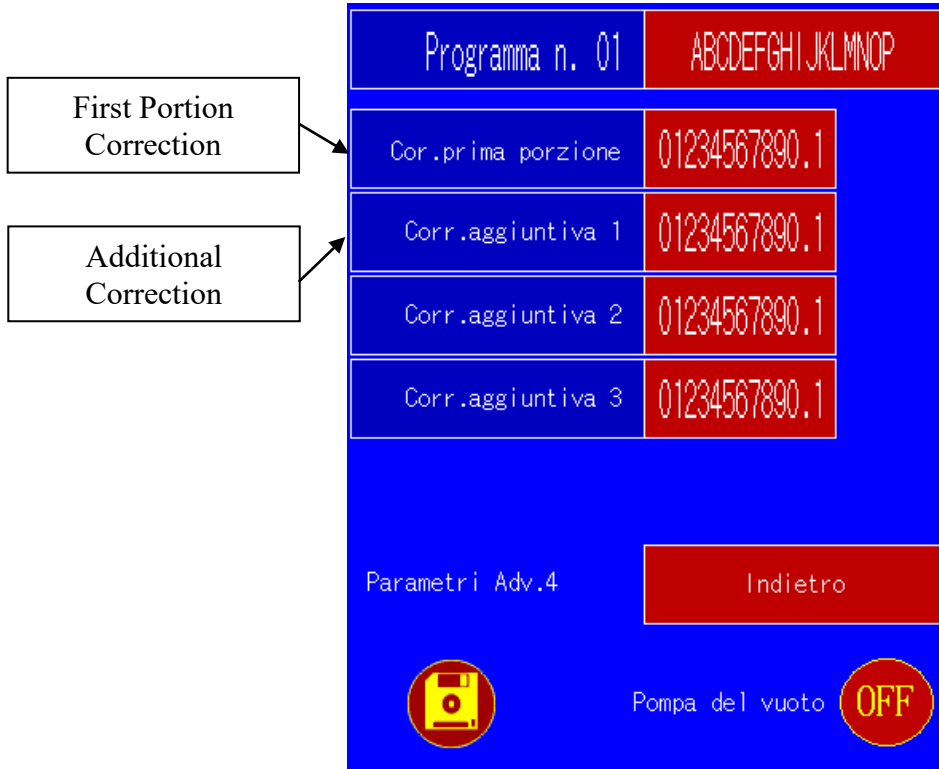 Programma n. 01 ABCDEFGHIJKLMNOP
First Portion
Correction
Cor.prima porzione 01234567890.1
Additional
Correction
Corr.aggiuntiva 1 01234567890.1
Corr.aggiuntiva 2 01234567890.1
Corr.aggiuntiva 3 01234567890.1
Parametri Adv.4 Indietro
Pompa del vuoto OFF